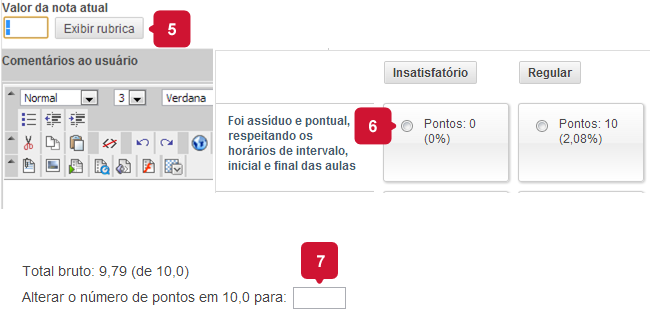 Valor da nota atual
Exibir rubrica
5
Comentários ao usuário
Normal 3 Verdana
Insatisfatório Regular
Foi assíduo e pontual,
respeitando os
horários de intervalo,
inicial e final das aulas
6
Pontos: 0
(0%)
Pontos: 10
(2,08%)
7
Total bruto: 9,79 (de 10,0)
Alterar o número de pontos em 10,0 para: